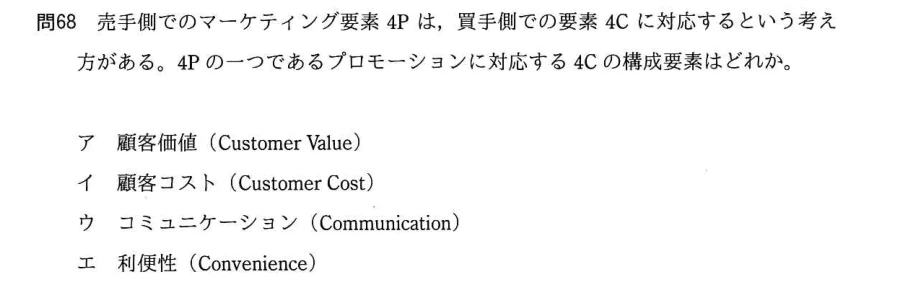 問68 売手側でのマーケティング要素 4P は，買手側での要素 4C に対応するという考え
方がある。4P の一つであるプロモーションに対応する 4C の構成要素はどれか。
ア 顧客価値（Customer Value）
イ 顧客コスト（Customer Cost）
ウ コミュニケーション（Communication）
エ 利便性（Convenience）